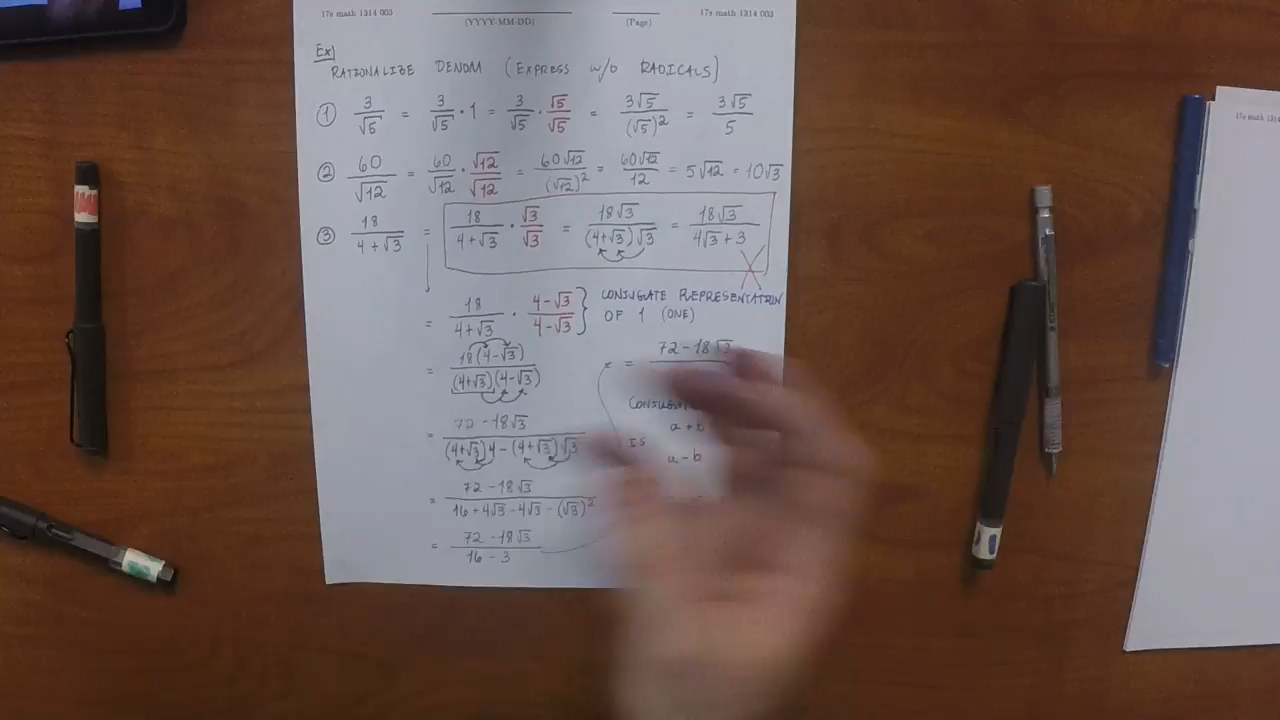 17s math 1314 003
(YYYY-MM-DD)
(Page)
17s math 1314 003
Ex)
RATIONALIZE DENOM (EXPRESS w/o RADICALS)
① 3/√5 = 3/√5 · 1 = 3/√5 · √5/√5 = 3√5/(√5)² = 3√5/5
② 60/√12 = 60/√12 · √12/√12 = 60√12/(√12)² = 60√12/12 = 5√12 = 10√3
③ 18/(4+√3) = 18/(4+√3) · √3/√3 = 18√3/((4+√3)√3) = 18√3/(4√3+3)
= 18/(4+√3) · (4-√3)/(4-√3) } CONJUGATE REPRESENTATION
OF 1 (ONE)
= 18(4-√3)/((4+√3)(4-√3))
= (72-18√3)/((4+√3)4-(4+√3)√3)
= (72-18√3)/(16+4√3-4√3-(√3)²)
= (72-18√3)/(16-3)
= 72-18√3
IS
a-b
17s math